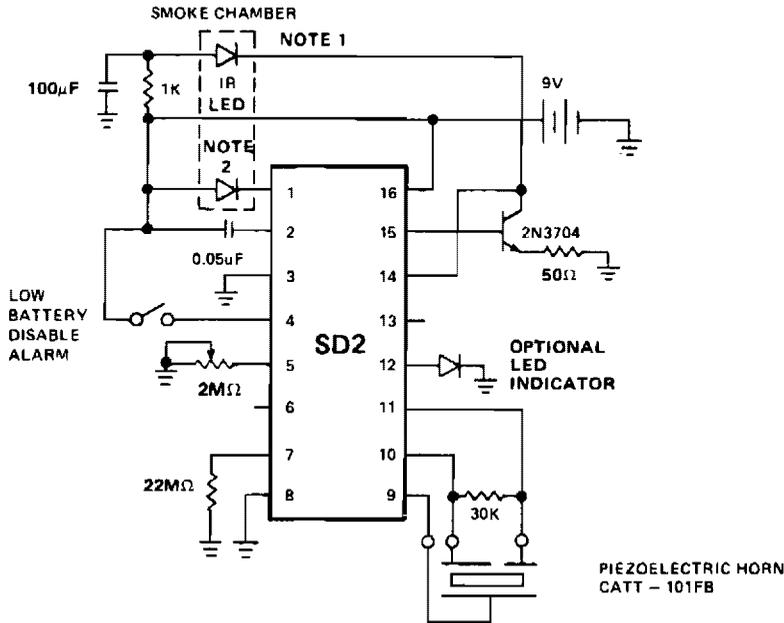 SMOKE CHAMBER
NOTE 1
100µF
1K
IR
LED
9V
NOTE
2
1
16
2
15
2N3704
0.05uF
50Ω
3
14
LOW
BATTERY
DISABLE
ALARM
4
13
SD2
5
12
OPTIONAL
LED
INDICATOR
2MΩ
6
11
7
10
22MΩ
8
9
30K
PIEZOELECTRIC HORN
CATT – 101FB